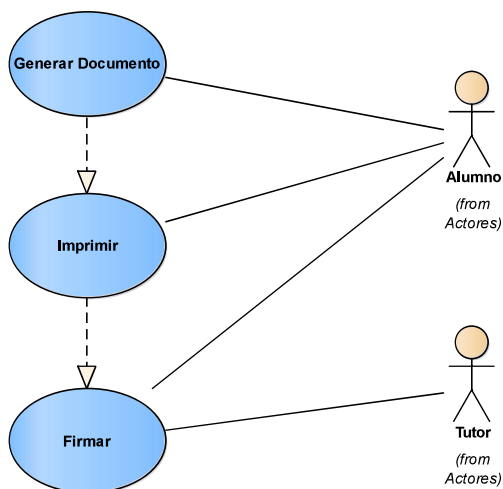 Generar Documento
Alumno
(from
Actores)
Imprimir
Tutor
(from
Actores)
Firmar